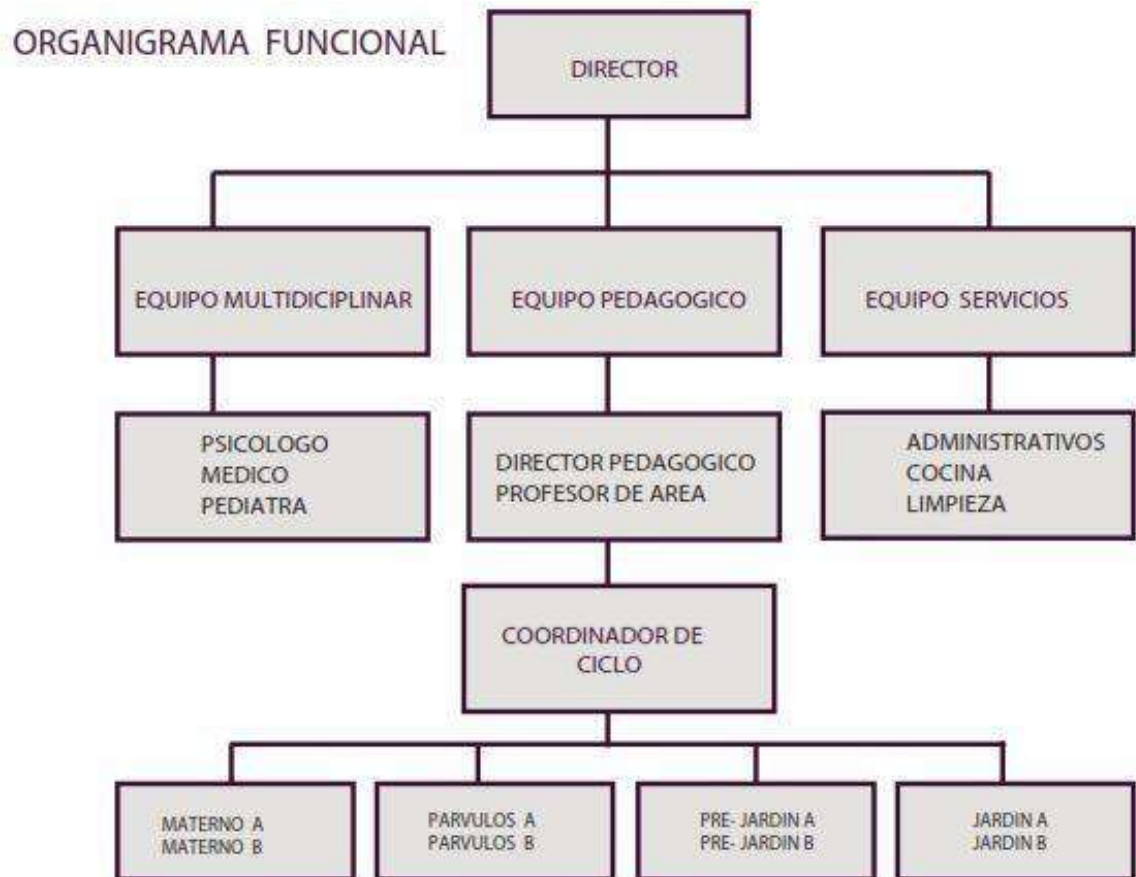 ORGANIGRAMA FUNCIONAL
DIRECTOR
EQUIPO MULTIDICIPLINAR
EQUIPO PEDAGOGICO
EQUIPO SERVICIOS
PSICOLOGO
MEDICO
PEDIATRA
DIRECTOR PEDAGOGICO
PROFESOR DE AREA
ADMINISTRATIVOS
COCINA
LIMPIEZA
COORDINADOR DE
CICLO
MATERNO A
MATERNO B
PARVULOS A
PARVULOS B
PRE- JARDIN A
PRE- JARDIN B
JARDIN A
JARDIN B